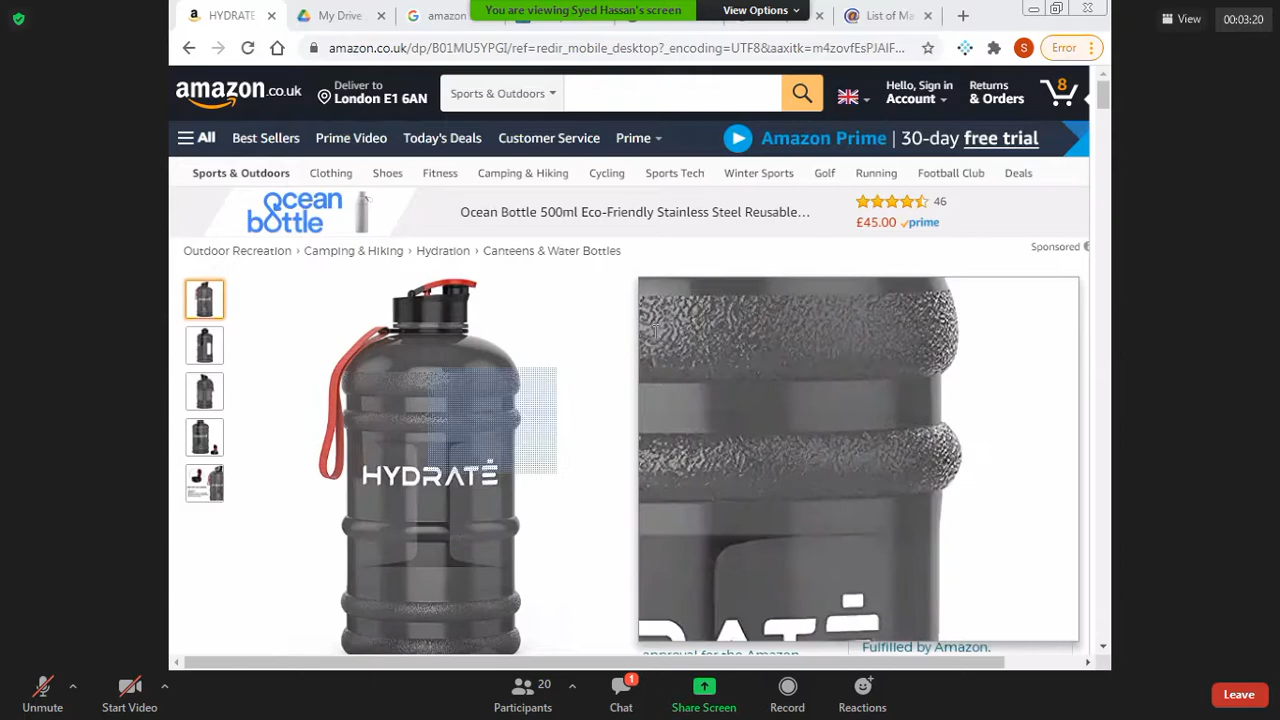 HYDRATE
My Drive
amazon
You are viewing Syed Hassan's screen
View Options
List of Ma
View
00:03:20
amazon.co.uk/dp/B01MU5YPGI/ref=redir_mobile_desktop?_encoding=UTF8&aaxitk=m4zovfEsPJAIF...
S
Error
amazon.co.uk
Deliver to
London E1 6AN
Sports & Outdoors
Hello, Sign in
Account
Returns
& Orders
8
All
Best Sellers
Prime Video
Today's Deals
Customer Service
Prime
Amazon Prime | 30-day free trial
Sports & Outdoors
Clothing
Shoes
Fitness
Camping & Hiking
Cycling
Sports Tech
Winter Sports
Golf
Running
Football Club
Deals
ocean
bottle
Ocean Bottle 500ml Eco-Friendly Stainless Steel Reusable...
46
£45.00 prime
Outdoor Recreation › Camping & Hiking › Hydration › Canteens & Water Bottles
Sponsored
HYDRATÉ
approval for the Amazon
Fulfilled by Amazon.
Unmute
Start Video
20
Participants
1
Chat
Share Screen
Record
Reactions
Leave